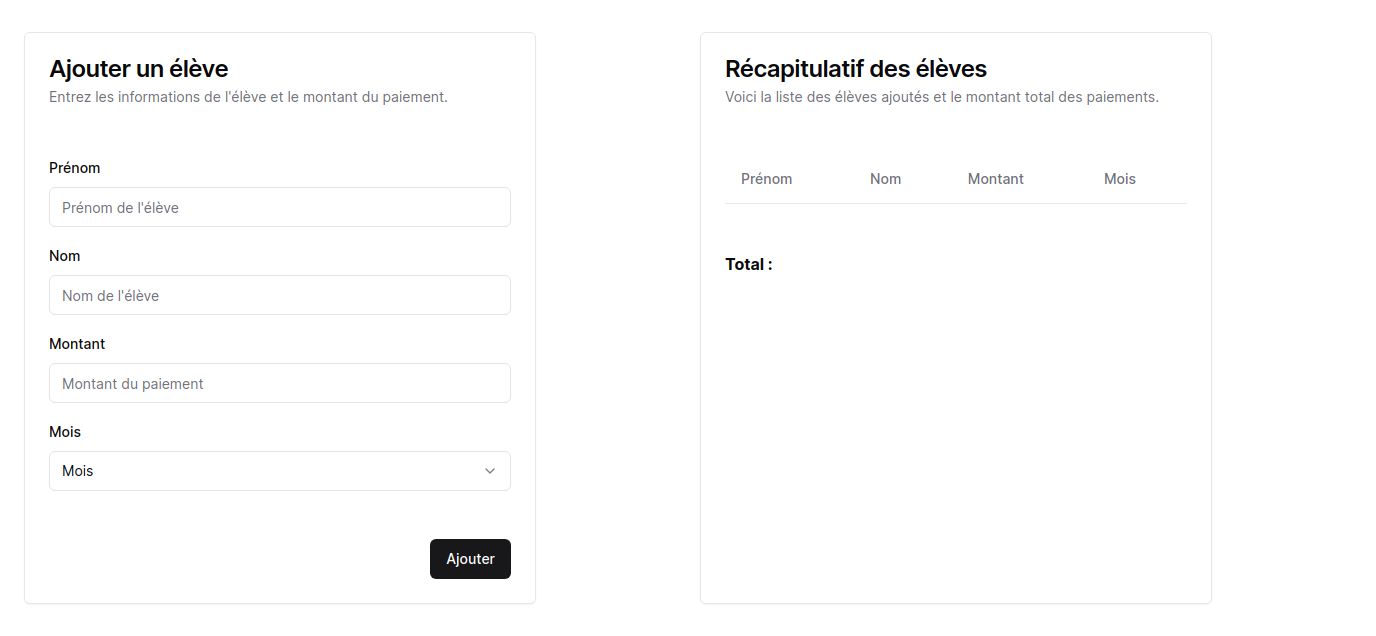 Ajouter un élève
Entrez les informations de l'élève et le montant du paiement.
Prénom
Prénom de l'élève
Nom
Nom de l'élève
Montant
Montant du paiement
Mois
Mois
Ajouter
Récapitulatif des élèves
Voici la liste des élèves ajoutés et le montant total des paiements.
Prénom Nom Montant Mois
Total :